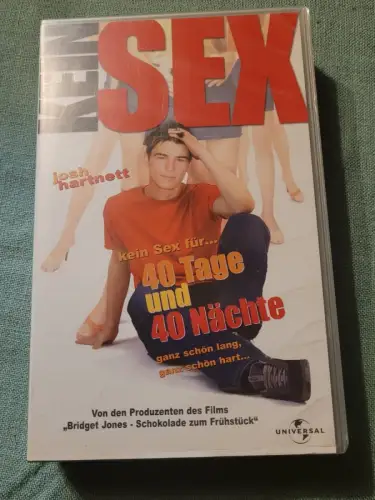 KEIN
SEX
josh
hartnett
kein Sex für...
40 Tage
und
40 Nächte
ganz schön lang,
ganz schön hart...
Von den Produzenten des Films
„Bridget Jones - Schokolade zum Frühstück“
UNIVERSAL